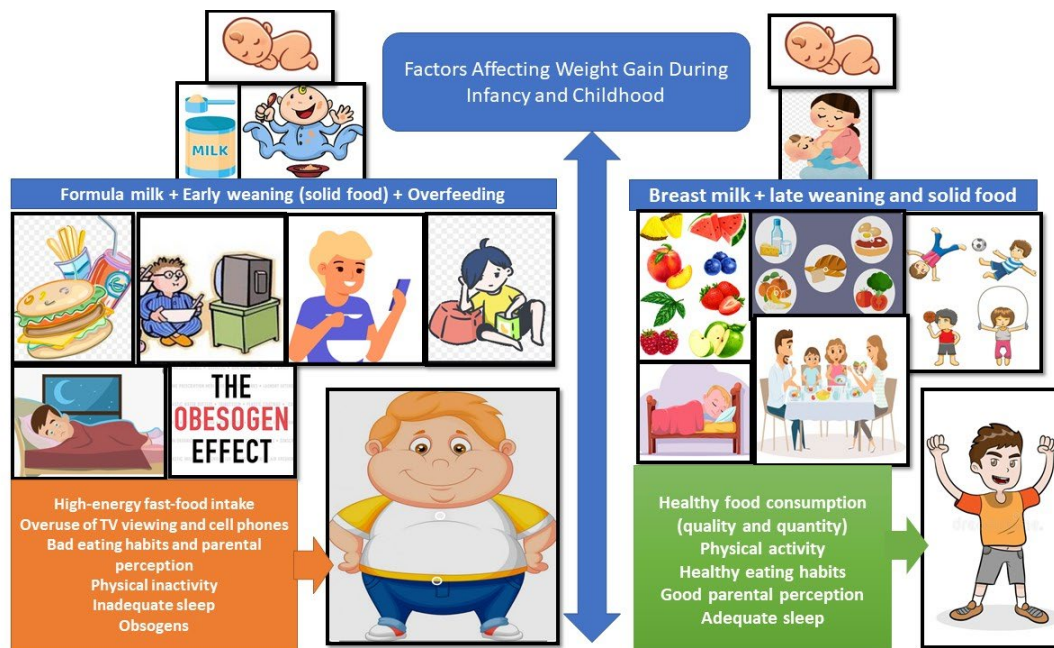 Factors Affecting Weight Gain During
Infancy and Childhood
MILK
Formula milk + Early weaning (solid food) + Overfeeding
Breast milk + late weaning and solid food
THE
OBESOGEN
EFFECT
High-energy fast-food intake
Overuse of TV viewing and cell phones
Bad eating habits and parental
perception
Physical inactivity
Inadequate sleep
Obsogens
Healthy food consumption
(quality and quantity)
Physical activity
Healthy eating habits
Good parental perception
Adequate sleep